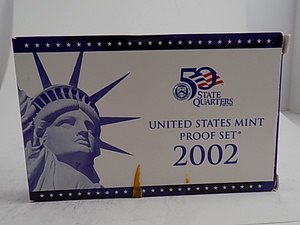 50
STATE
QUARTERS
UNITED STATES MINT
PROOF SET®
2002